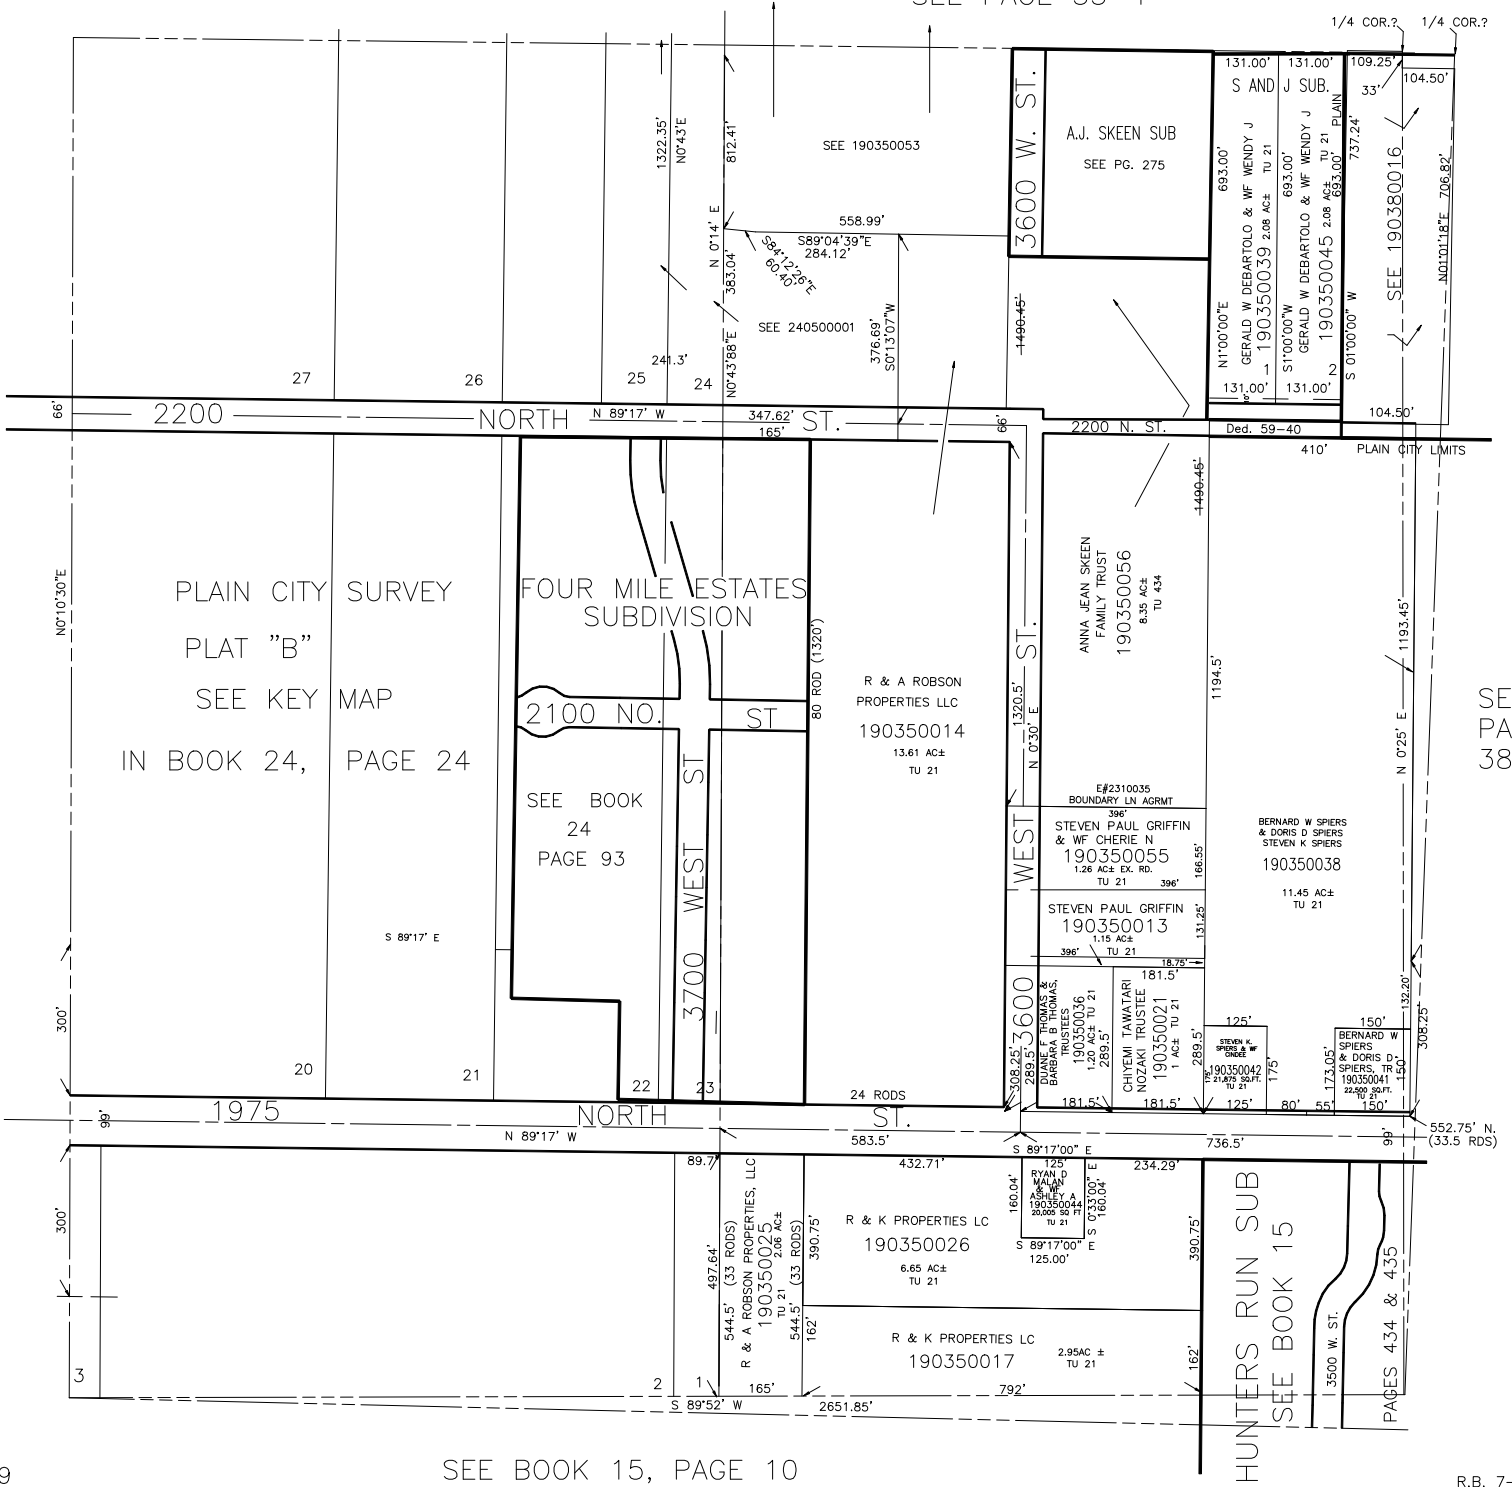 1/4 COR.?
1/4 COR.?
131.00'
131.00'
109.25'
104.50'
33'
S AND J SUB.
3600 W. ST.
A.J. SKEEN SUB
SEE PG. 275
SEE 190350053
1322.35'
N0°43'E
812.41'
N 0°14' E
383.04'
N0°43'88"E
558.99'
S89°04'39"E
284.12'
S84°12'26"E
60.40'
SEE 240500001
376.69'
S0°13'07"W
1490.45'
241.3'
693.00'
N1°00'00"E
GERALD W DEBARTOLO & WF WENDY J
190350039 2.08 AC± TU 21
1
693.00'
S1°00'00"W
GERALD W DEBARTOLO & WF WENDY J
190350045 2.08 AC± TU 21
2
693.00'
PLAIN
737.24'
S 01°00'00" W
SEE 190380016
N01°01'18"E 706.82'
131.00'
131.00'
104.50'
27
26
25
24
66'
2200
NORTH
N 89°17' W
347.62'
165'
ST.
66'
2200 N. ST.
Ded. 59-40
410'
PLAIN CITY LIMITS
N0°10'30"E
PLAIN CITY SURVEY
PLAT "B"
SEE KEY MAP
IN BOOK 24, PAGE 24
FOUR MILE ESTATES
SUBDIVISION
2100 NO.
ST
SEE BOOK
24
PAGE 93
3700 WEST ST
80 ROD (1320')
R & A ROBSON
PROPERTIES LLC
190350014
13.61 AC±
TU 21
3600 WEST ST.
1320.5'
N 0°30' E
1490.45'
ANNA JEAN SKEEN
FAMILY TRUST
190350056
8.35 AC±
TU 434
1194.5'
1193.45'
N 0°25' E
SE
PA
38
E#2310035
BOUNDARY LN AGRMT
396'
STEVEN PAUL GRIFFIN
& WF CHERIE N
190350055
1.26 AC± EX. RD.
TU 21
396'
166.55'
STEVEN PAUL GRIFFIN
190350013
1.15 AC±
396'
TU 21
131.25'
18.75'
181.5'
BERNARD W SPIERS
& DORIS D SPIERS
STEVEN K SPIERS
190350038
11.45 AC±
TU 21
S 89°17' E
308.25'
289.5'
DUANE F THOMAS &
BARBARA B THOMAS,
TRUSTEES
190350036
1.20 AC± TU 21
289.5'
CHIYEMI TAWATARI
NOZAKI TRUSTEE
190350021
1 AC± TU 21
289.5'
125'
STEVEN K.
SPIERS & WF
CINDEE
190350042
21,875 SQ.FT.
TU 21
175'
175'
150'
BERNARD W
SPIERS
& DORIS D
SPIERS, TR
190350041
22,500 SQ.FT.
TU 21
173.05'
150'
132.20'
308.25'
300'
20
21
22
23
24 RODS
181.5'
181.5'
125'
80'
55'
150'
99'
1975
NORTH
ST.
N 89°17' W
583.5'
S 89°17'00" E
736.5'
99'
552.75' N.
(33.5 RDS)
300'
89.7'
497.64'
544.5' (33 RODS)
R & A ROBSON PROPERTIES, LLC
190350025
2.06 AC±
TU 21
544.5' (33 RODS)
390.75'
162'
432.71'
R & K PROPERTIES LC
190350026
6.65 AC±
TU 21
160.04'
125'
RYAN D
MALAN
& WF
ASHLEY A
190350044
20,005 SQ FT
TU 21
S 0°33'00" E
160.04'
S 89°17'00" E
125.00'
234.29'
390.75'
R & K PROPERTIES LC
190350017
2.95AC ±
TU 21
162'
HUNTERS RUN SUB
SEE BOOK 15
3500 W. ST.
PAGES 434 & 435
3
2
1
165'
792'
S 89°52' W
2651.85'
9
SEE BOOK 15, PAGE 10
R.B. 7-